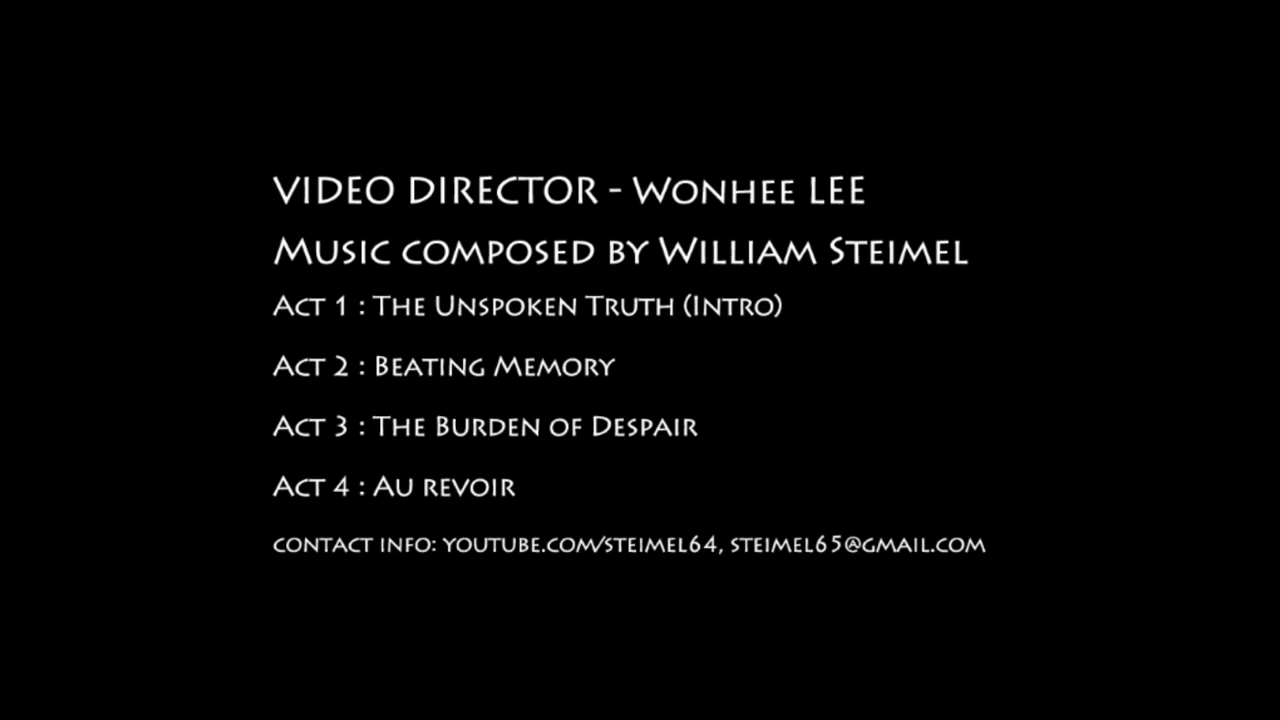 VIDEO DIRECTOR - WONHEE LEE
MUSIC COMPOSED BY WILLIAM STEIMEL
ACT 1 : THE UNSPOKEN TRUTH (INTRO)
ACT 2 : BEATING MEMORY
ACT 3 : THE BURDEN OF DESPAIR
ACT 4 : AU REVOIR
CONTACT INFO: YOUTUBE.COM/STEIMEL64, STEIMEL65@GMAIL.COM